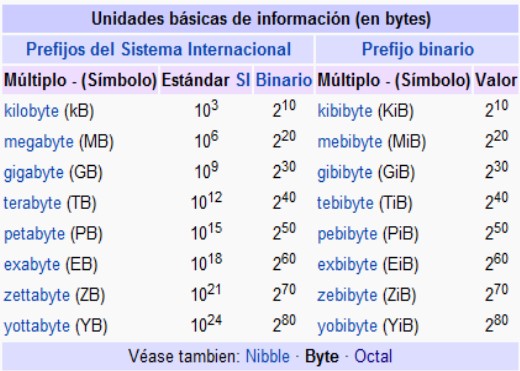 Unidades básicas de información (en bytes)
Prefijos del Sistema Internacional Prefijo binario
Múltiplo - (Símbolo) Estándar SI Binario Múltiplo - (Símbolo) Valor
kilobyte (kB) 10³ 2¹⁰ kibibyte (KiB) 2¹⁰
megabyte (MB) 10⁶ 2²⁰ mebibyte (MiB) 2²⁰
gigabyte (GB) 10⁹ 2³⁰ gibibyte (GiB) 2³⁰
terabyte (TB) 10¹² 2⁴⁰ tebibyte (TiB) 2⁴⁰
petabyte (PB) 10¹⁵ 2⁵⁰ pebibyte (PiB) 2⁵⁰
exabyte (EB) 10¹⁸ 2⁶⁰ exbibyte (EiB) 2⁶⁰
zettabyte (ZB) 10²¹ 2⁷⁰ zebibyte (ZiB) 2⁷⁰
yottabyte (YB) 10²⁴ 2⁸⁰ yobibyte (YiB) 2⁸⁰
Véase tambien: Nibble · Byte · Octal